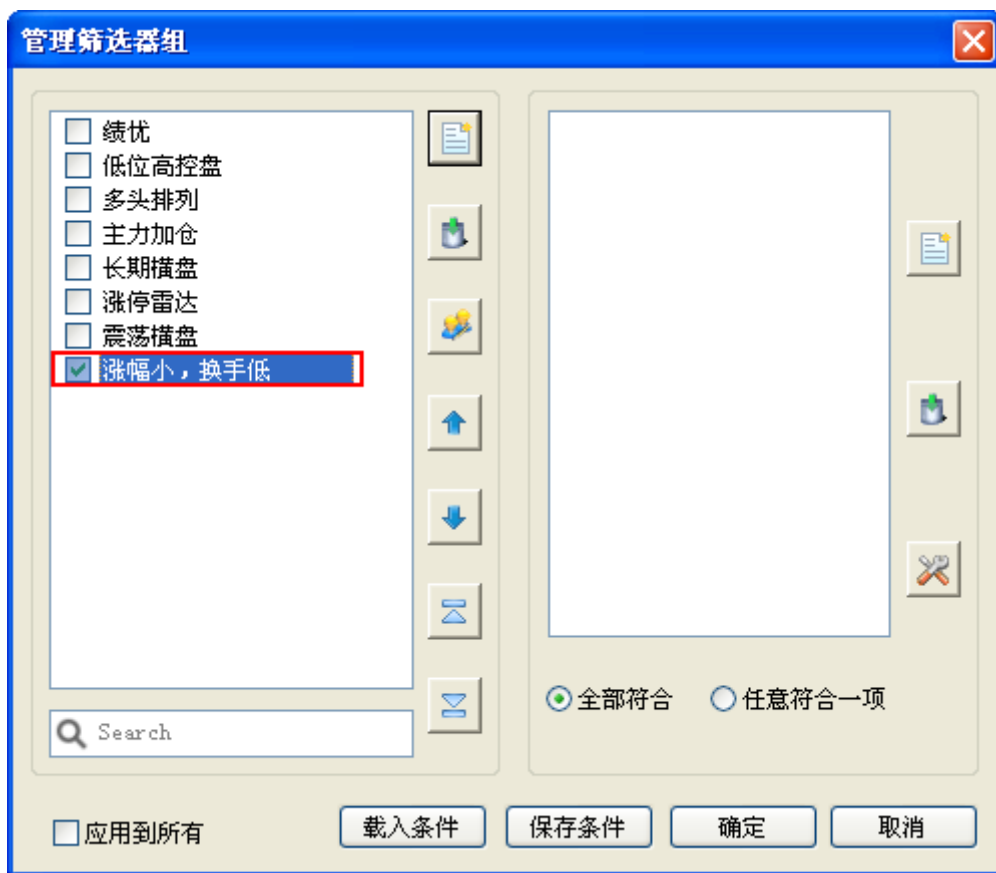 管理筛选器组
绩忧
低位高控盘
多头排列
主力加仓
长期横盘
涨停雷达
震荡横盘
涨幅小，换手低
Search
全部符合
任意符合一项
应用到所有
载入条件
保存条件
确定
取消